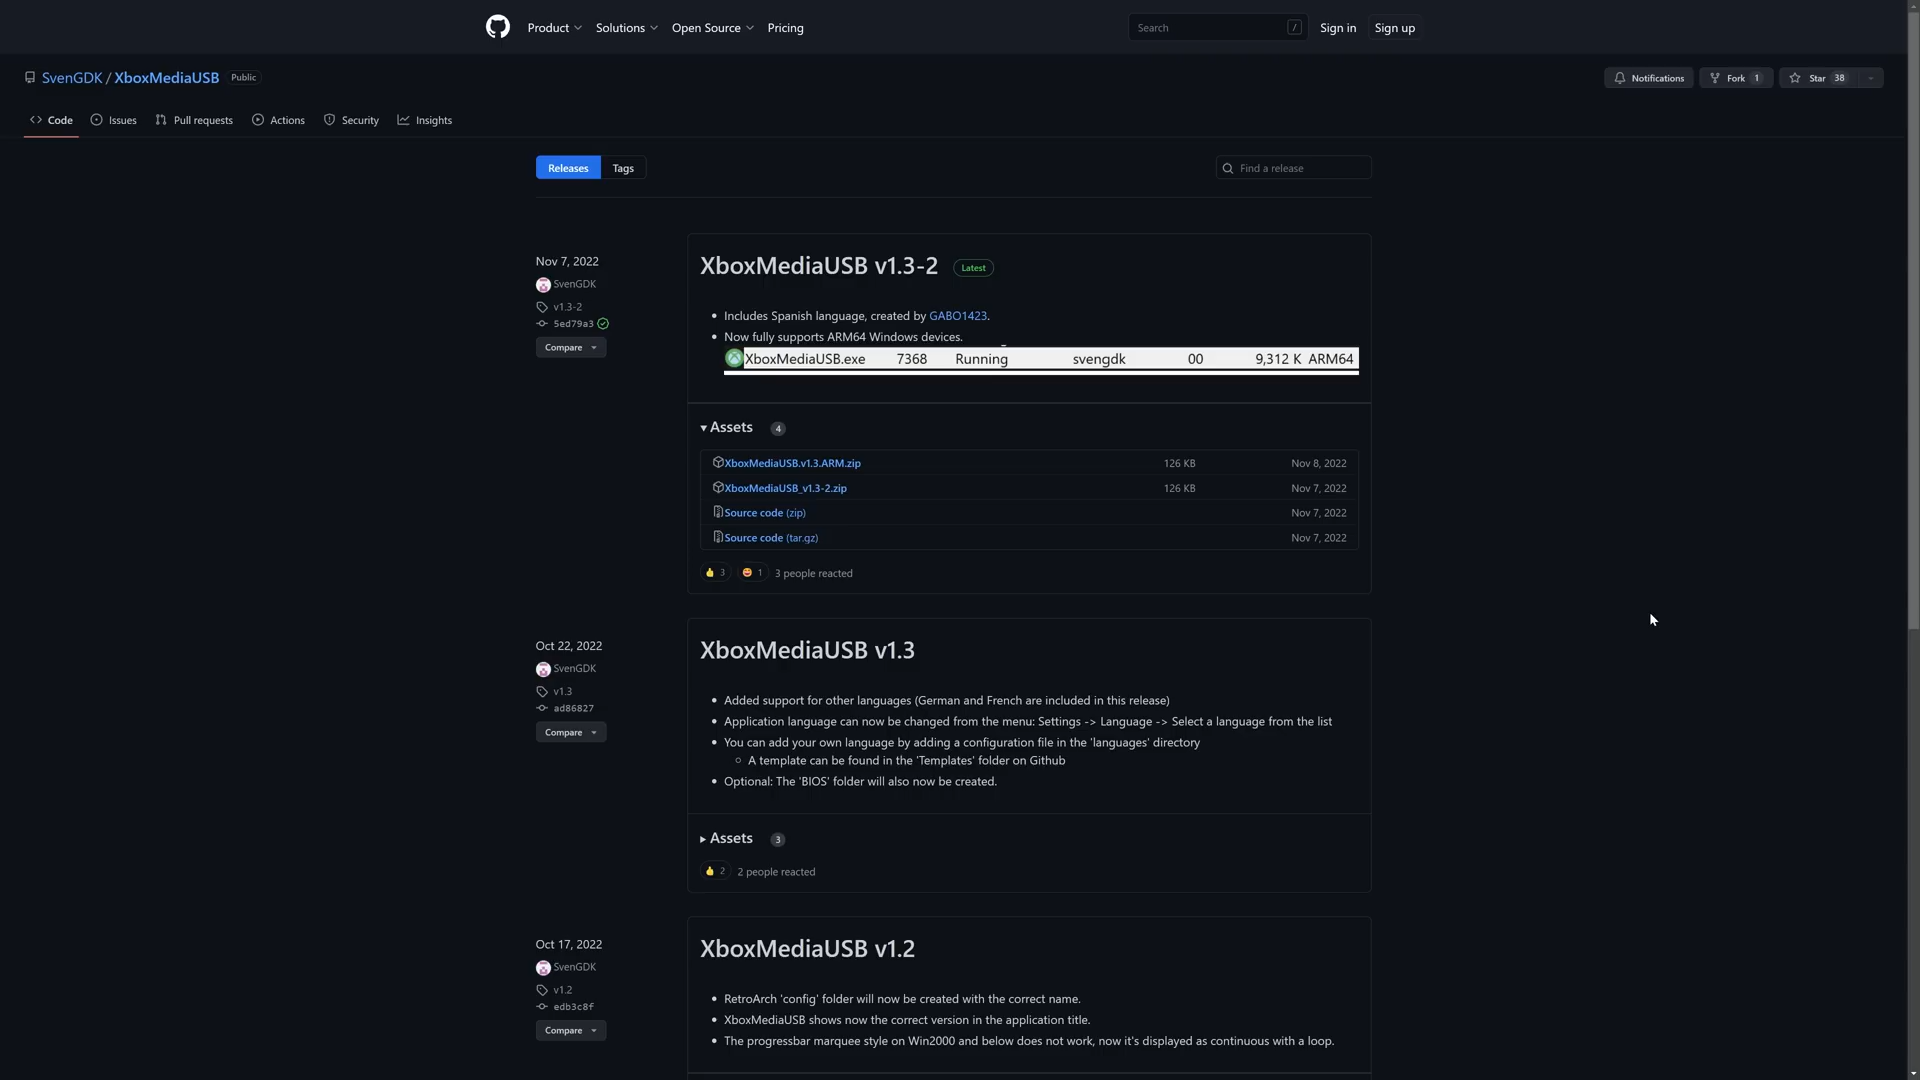 Product Solutions Open Source Pricing Search / Sign in Sign up
SvenGDK / XboxMediaUSB Public Notifications Fork 1 Star 38
Code Issues Pull requests Actions Security Insights
Releases Tags Find a release
Nov 7, 2022
SvenGDK
v1.3-2
5ed79a3
Compare
XboxMediaUSB v1.3-2 Latest
Includes Spanish language, created by GABO1423.
Now fully supports ARM64 Windows devices.
XboxMediaUSB.exe 7368 Running svengdk 00 9,312 K ARM64
Assets 4
XboxMediaUSB.v1.3.ARM.zip 126 KB Nov 8, 2022
XboxMediaUSB_v1.3-2.zip 126 KB Nov 7, 2022
Source code (zip) Nov 7, 2022
Source code (tar.gz) Nov 7, 2022
3 1 3 people reacted
Oct 22, 2022
SvenGDK
v1.3
ad86827
Compare
XboxMediaUSB v1.3
Added support for other languages (German and French are included in this release)
Application language can now be changed from the menu: Settings -> Language -> Select a language from the list
You can add your own language by adding a configuration file in the 'languages' directory
A template can be found in the 'Templates' folder on Github
Optional: The 'BIOS' folder will also now be created.
Assets 3
2 2 people reacted
Oct 17, 2022
SvenGDK
v1.2
edb3c8f
Compare
XboxMediaUSB v1.2
RetroArch 'config' folder will now be created with the correct name.
XboxMediaUSB shows now the correct version in the application title.
The progressbar marquee style on Win2000 and below does not work, now it's displayed as continuous with a loop.